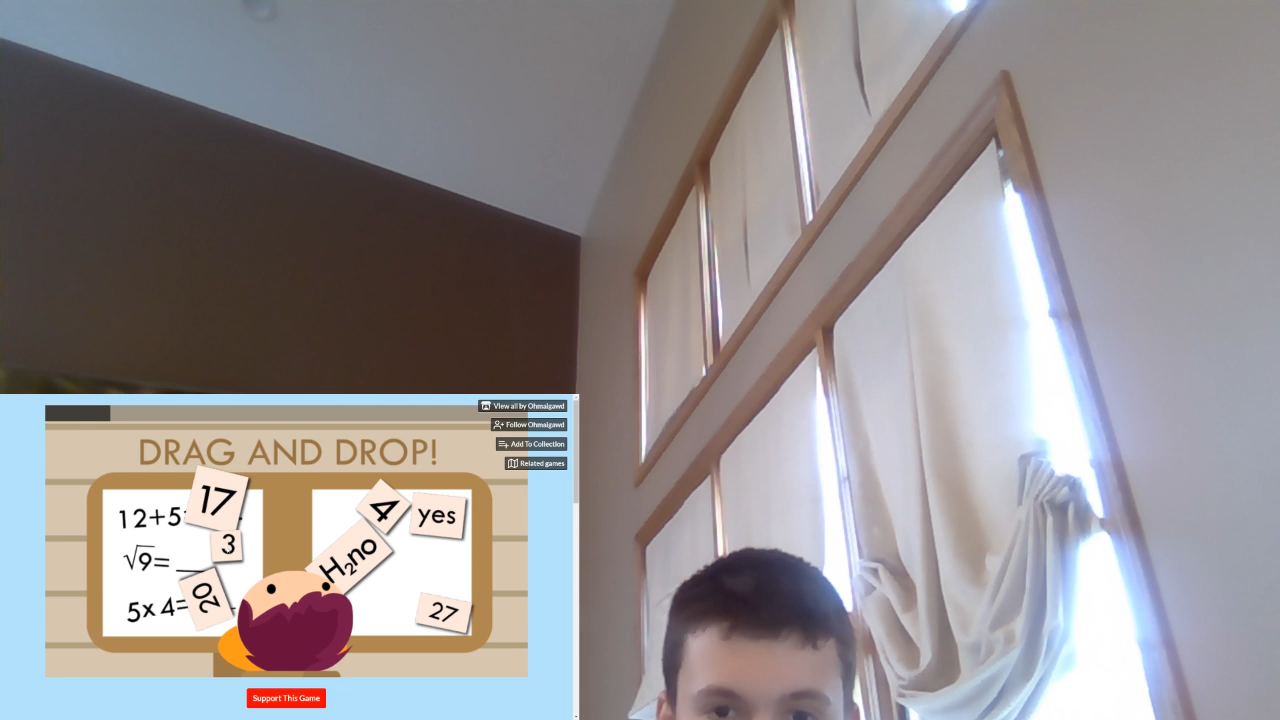 View all by Ohmalgawd
Follow Ohmalgawd
Add To Collection
Related games
DRAG AND DROP!
12+5
17
√9= __
3
5x4=
20
4
yes
H₂no
27
Support This Game